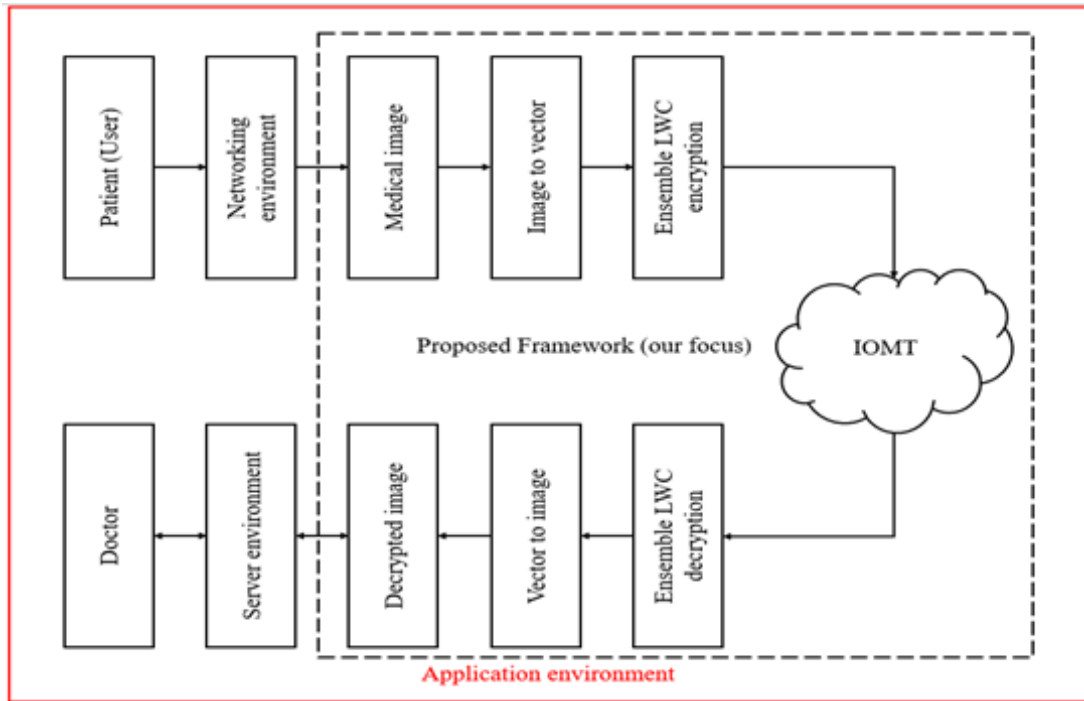 Patient (User)
Networking
environment
Medical image
Image to vector
Ensemble LWC
encryption
Proposed Framework (our focus)
IOMT
Doctor
Server environment
Decrypted image
Vector to image
Ensemble LWC
decryption
Application environment